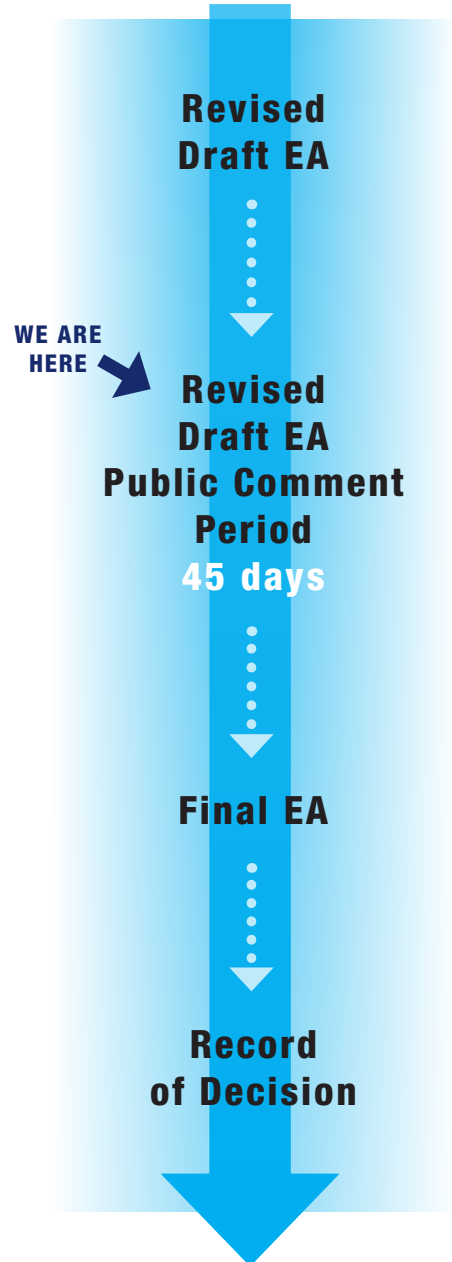 Revised
Draft EA
WE ARE
HERE
Revised
Draft EA
Public Comment
Period
45 days
Final EA
Record
of Decision